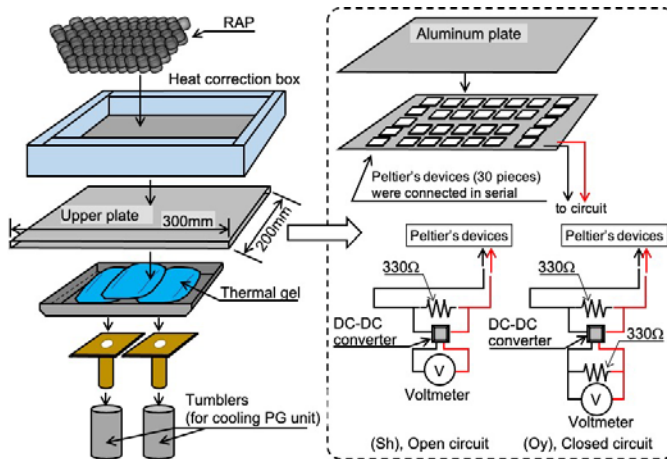 RAP
Heat correction box
Upper plate
300mm
200mm
Thermal gel
Tumblers
(for cooling PG unit)
Aluminum plate
Peltier's devices (30 pieces)
were connected in serial
to circuit
Peltier's devices
330Ω
DC-DC
converter
V
Voltmeter
(Sh), Open circuit
Peltier's devices
330Ω
DC-DC
converter
330Ω
V
Voltmeter
(Oy), Closed circuit